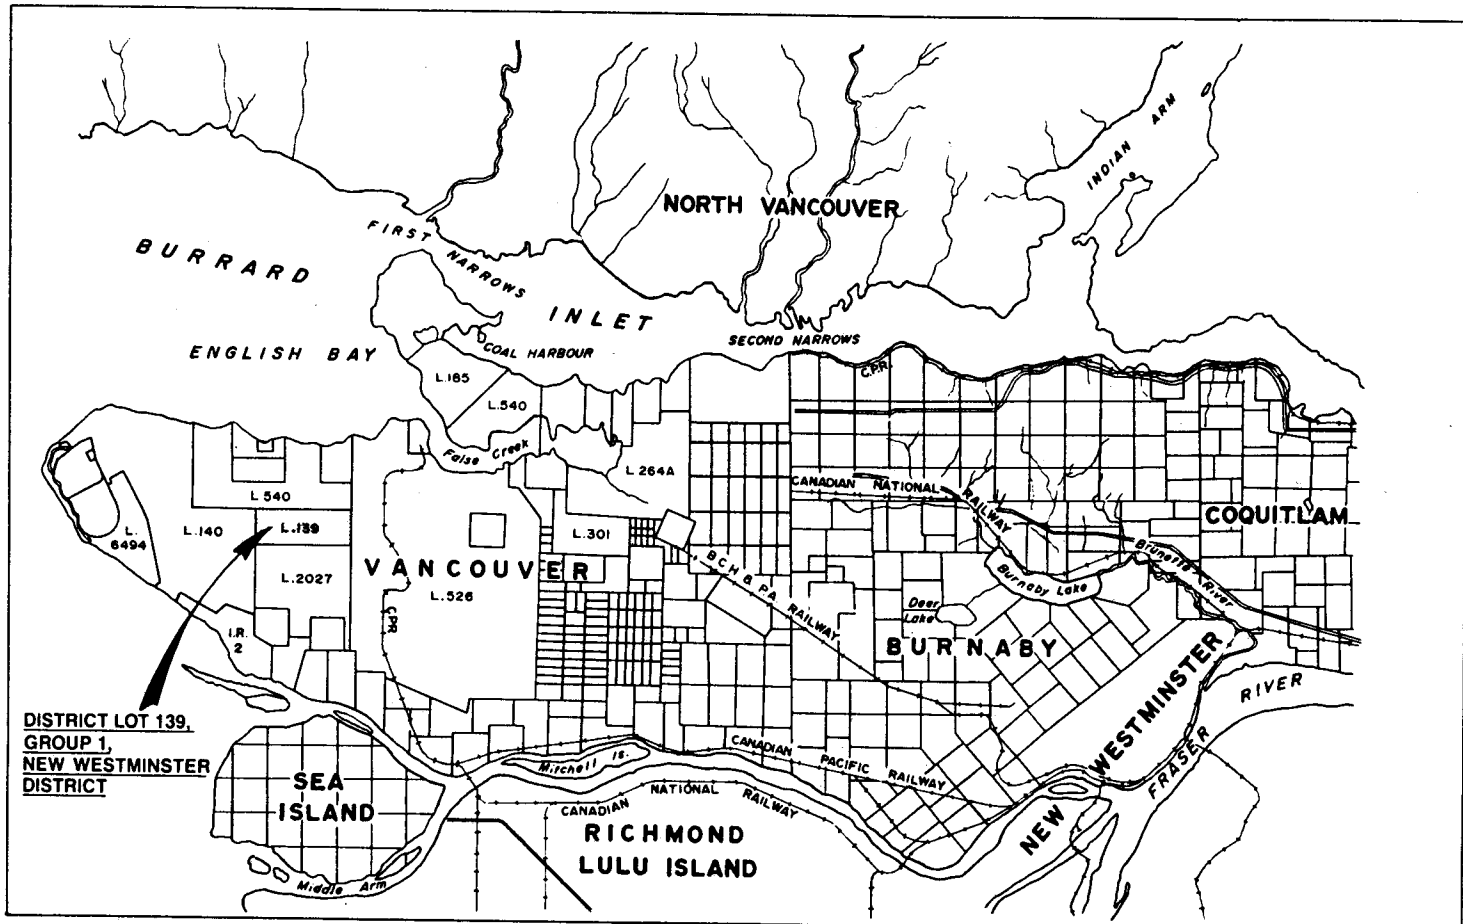 INDIAN ARM
NORTH VANCOUVER
FIRST NARROWS
BURRARD
INLET
SECOND NARROWS
COAL HARBOUR
ENGLISH BAY
C.P.R.
L.185
L.540
False Creek
L 264A
CANADIAN NATIONAL RAILWAY
L 540
L.
6494
L.140
L.139
L.301
COQUITLAM
Brunette River
VANCOUVER
L.2027
L.526
B C H & P A RAILWAY
Burnaby Lake
Deer
Lake
C.P.R.
I.R.
2
BURNABY
NEW WESTMINSTER
FRASER RIVER
DISTRICT LOT 139,
GROUP 1,
NEW WESTMINSTER
DISTRICT
CANADIAN PACIFIC RAILWAY
Mitchell Is.
SEA
ISLAND
CANADIAN NATIONAL RAILWAY
RICHMOND
LULU ISLAND
Middle Arm